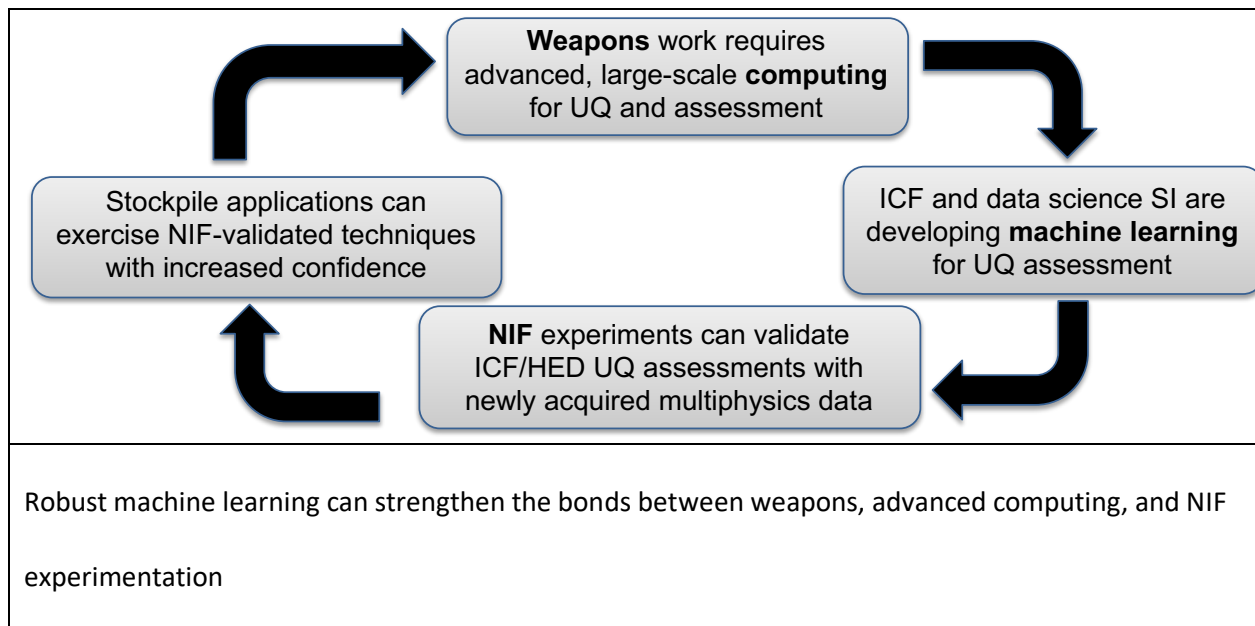 Weapons work requires
advanced, large-scale computing
for UQ and assessment
ICF and data science SI are
developing machine learning
for UQ assessment
NIF experiments can validate
ICF/HED UQ assessments with
newly acquired multiphysics data
Stockpile applications can
exercise NIF-validated techniques
with increased confidence
Robust machine learning can strengthen the bonds between weapons, advanced computing, and NIF
experimentation